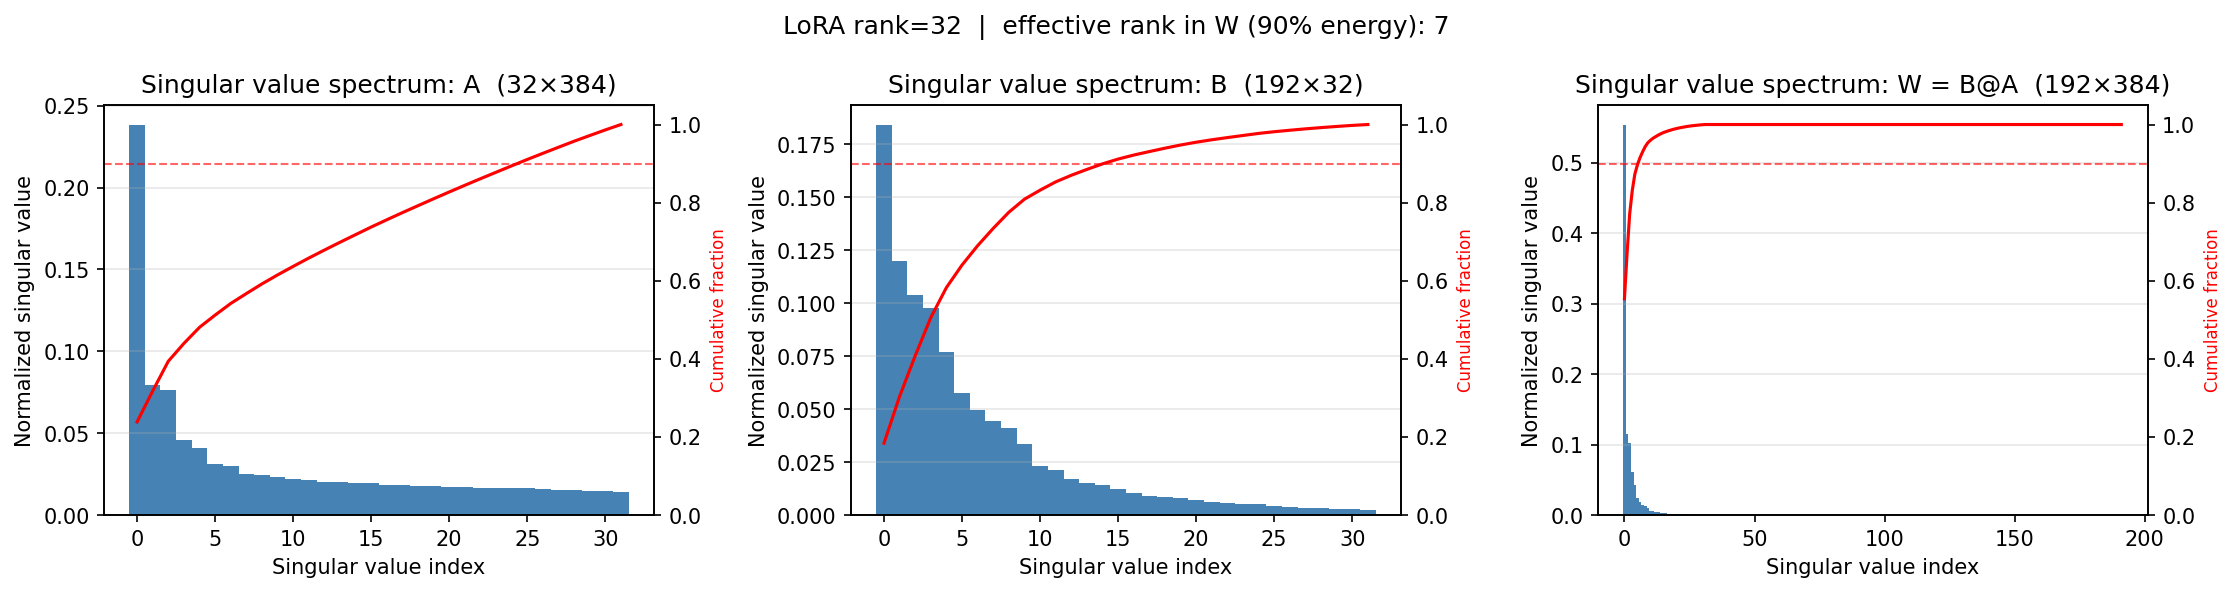 LoRA rank=32 | effective rank in W (90% energy): 7
Singular value spectrum: A (32×384)
Normalized singular value
0.25
0.20
0.15
0.10
0.05
0.00
0 5 10 15 20 25 30
Singular value index
1.0
0.8
0.6
0.4
0.2
0.0
Cumulative fraction
Singular value spectrum: B (192×32)
Normalized singular value
0.175
0.150
0.125
0.100
0.075
0.050
0.025
0.000
0 5 10 15 20 25 30
Singular value index
1.0
0.8
0.6
0.4
0.2
0.0
Cumulative fraction
Singular value spectrum: W = B@A (192×384)
Normalized singular value
0.5
0.4
0.3
0.2
0.1
0.0
0 50 100 150 200
Singular value index
1.0
0.8
0.6
0.4
0.2
0.0
Cumulative fraction